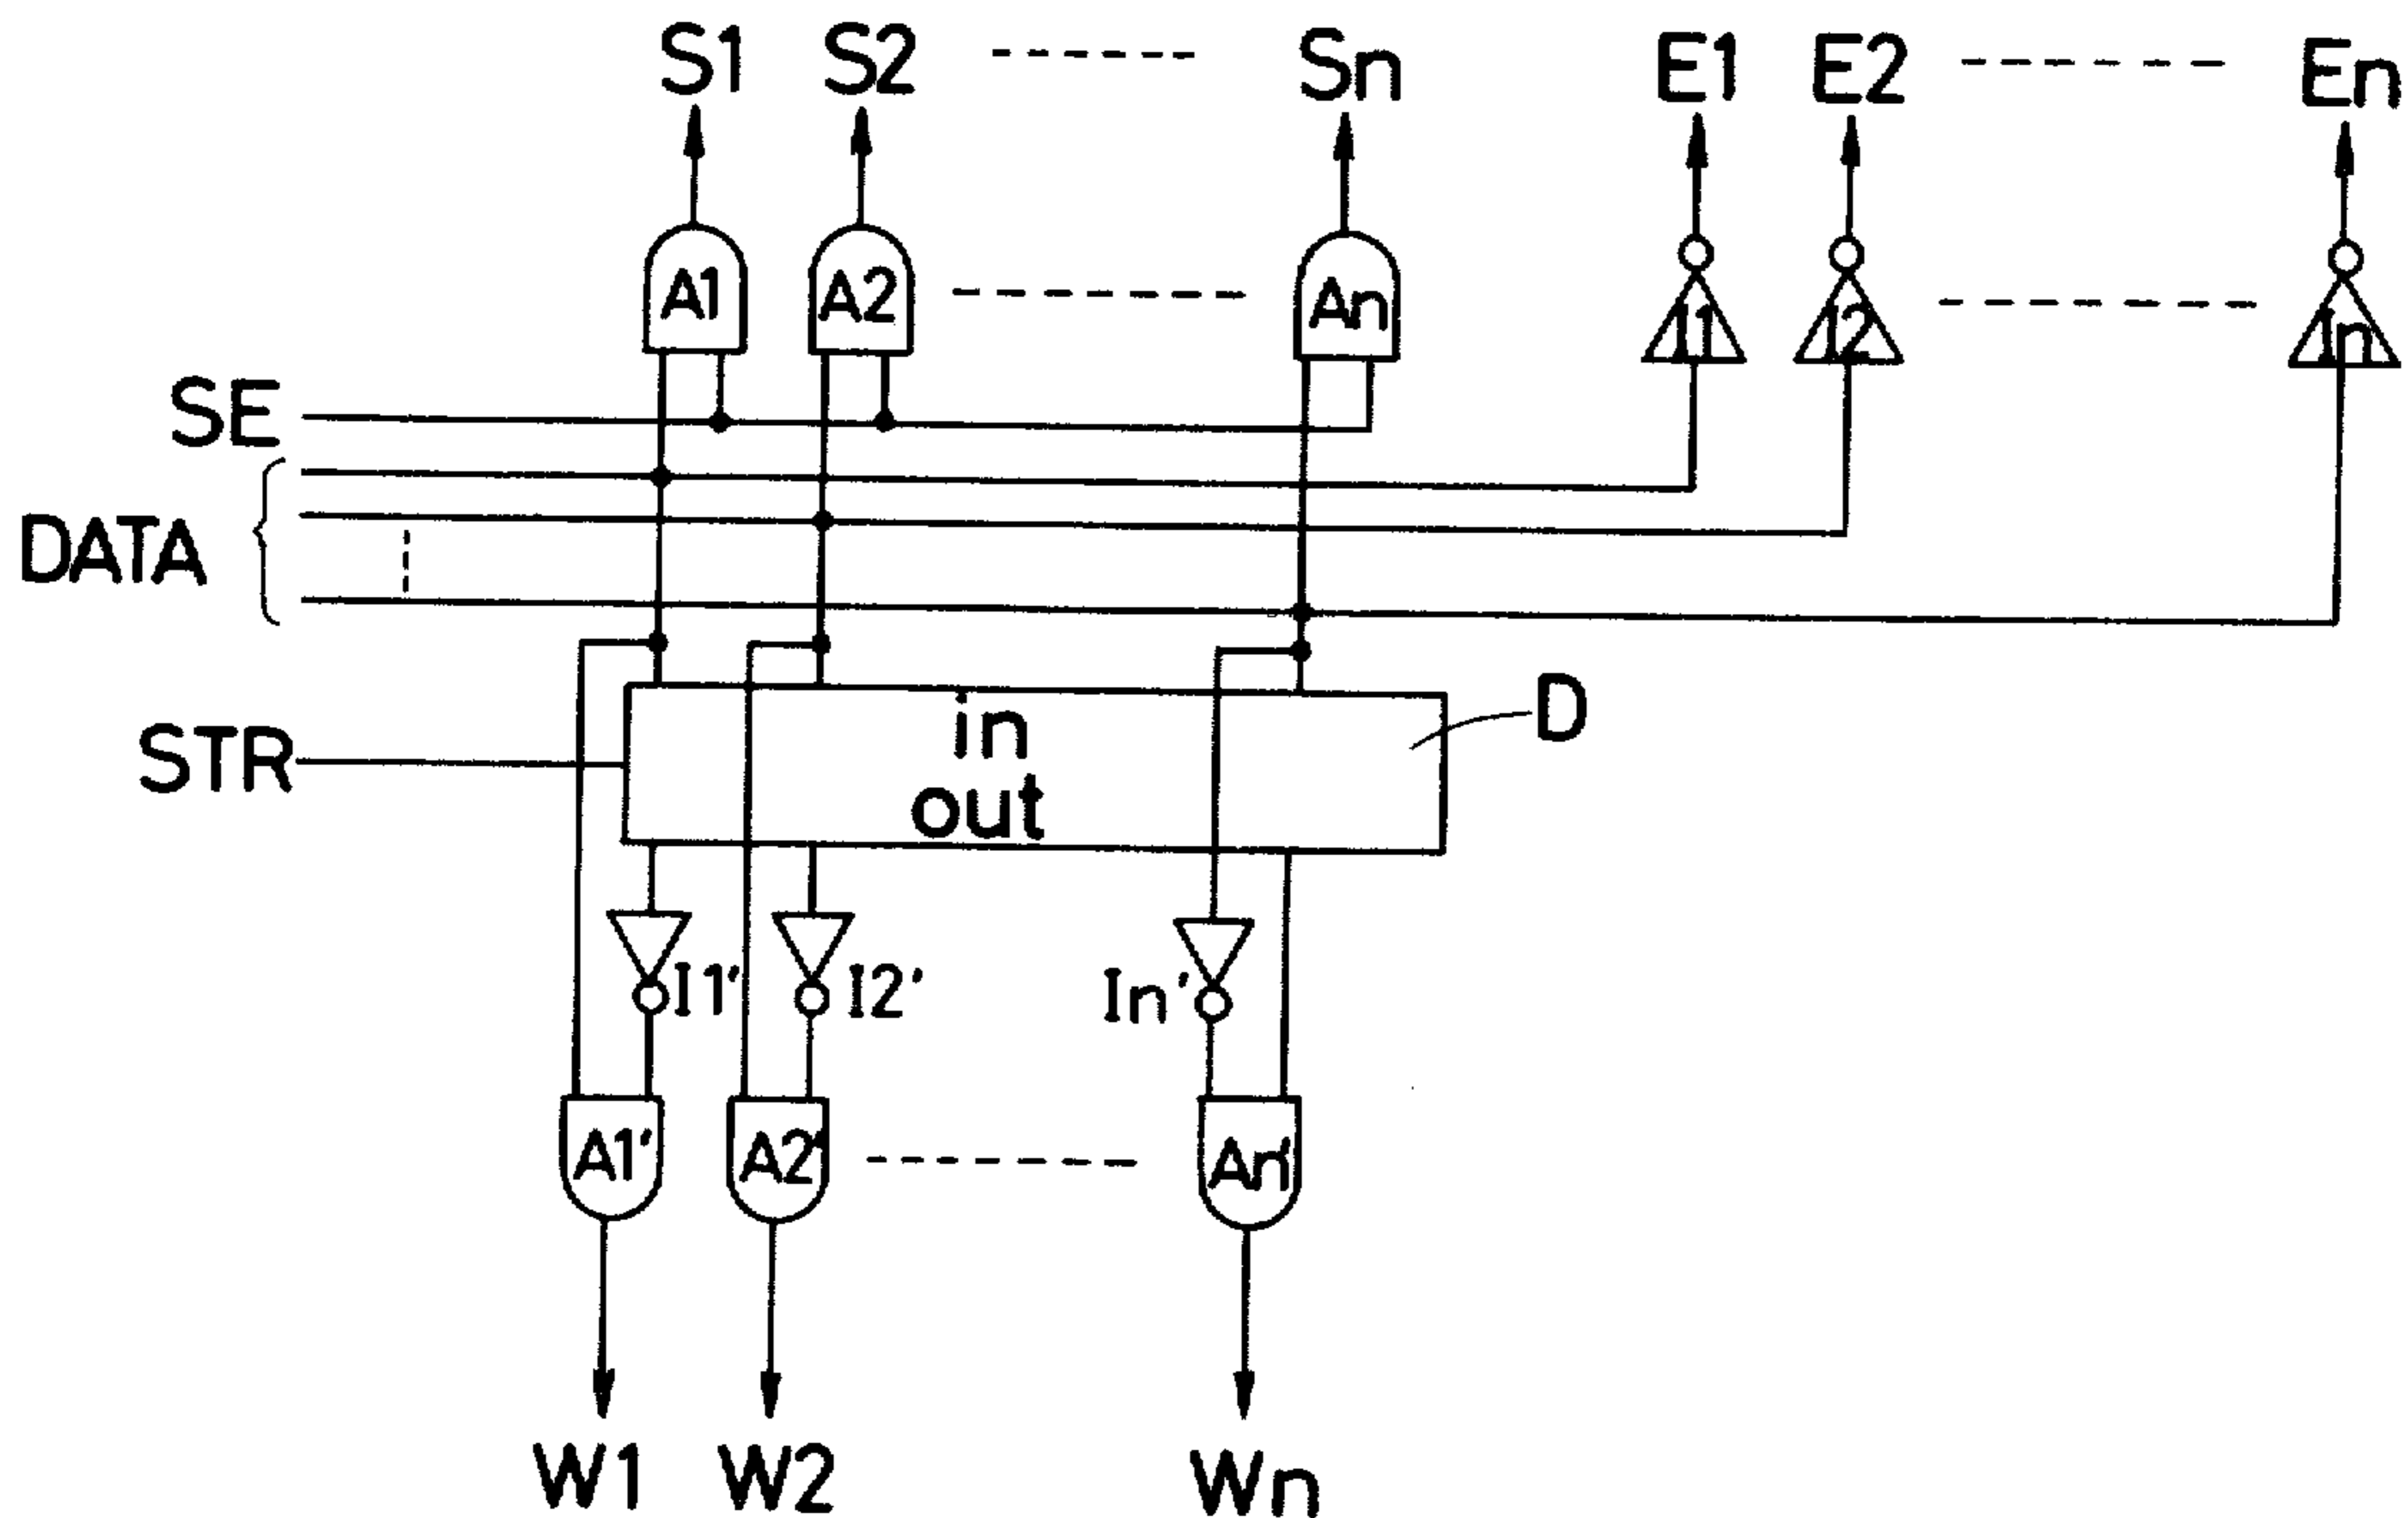 S1 S2 Sn E1 E2 En
A1 A2 An I1 I2 In
SE
DATA
D
STR
in
out
I1' I2' In'
A1' A2' An'
W1 W2 Wn